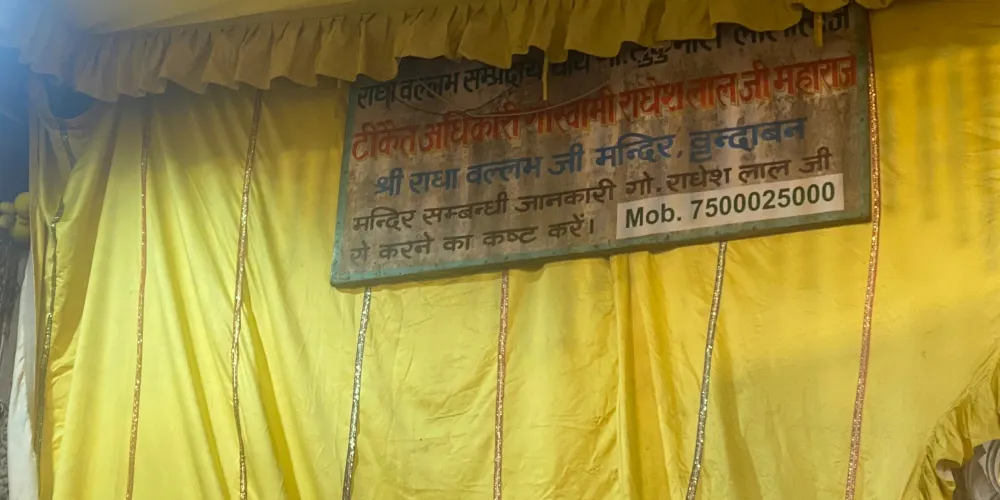 राधा वल्लभ सम्प्रदाय
टीकैत अधिकारी गोस्वामी राधेश लाल जी महाराज
श्री राधा वल्लभ जी मन्दिर, वृन्दाबन
मन्दिर सम्बन्धी जानकारी गो. राधेश लाल जी
से करने का कष्ट करें। Mob. 7500025000